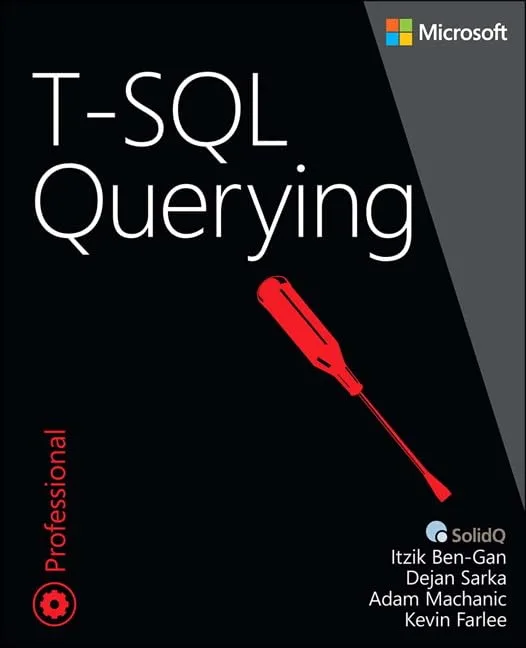 Microsoft
T-SQL
Querying
Professional
SolidQ
Itzik Ben-Gan
Dejan Sarka
Adam Machanic
Kevin Farlee